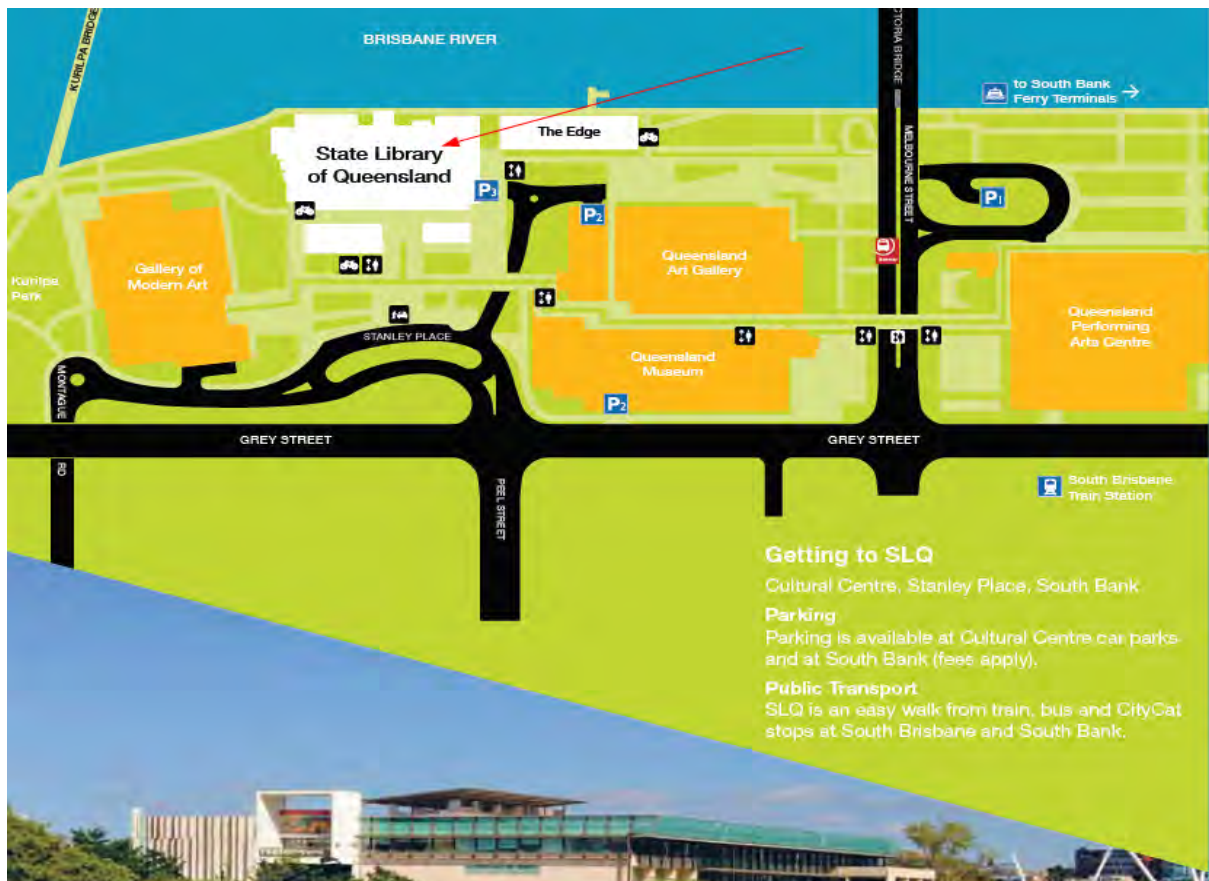 KURILPA BRIDGE
BRISBANE RIVER
CTORIA BRIDGE
to South Bank
Ferry Terminals
The Edge
State Library
of Queensland
MELBOURNE STREET
P3
P2
P1
Gallery of
Modern Art
Queensland
Art Gallery
Kurilpa
Park
Queensland
Performing
Arts Centre
STANLEY PLACE
Queensland
Museum
MONTAGUE
RD
P2
GREY STREET
GREY STREET
PEEL STREET
South Brisbane
Train Station
Getting to SLQ
Cultural Centre, Stanley Place, South Bank
Parking
Parking is available at Cultural Centre car parks
and at South Bank (fees apply).
Public Transport
SLQ is an easy walk from train, bus and CityCat
stops at South Brisbane and South Bank.